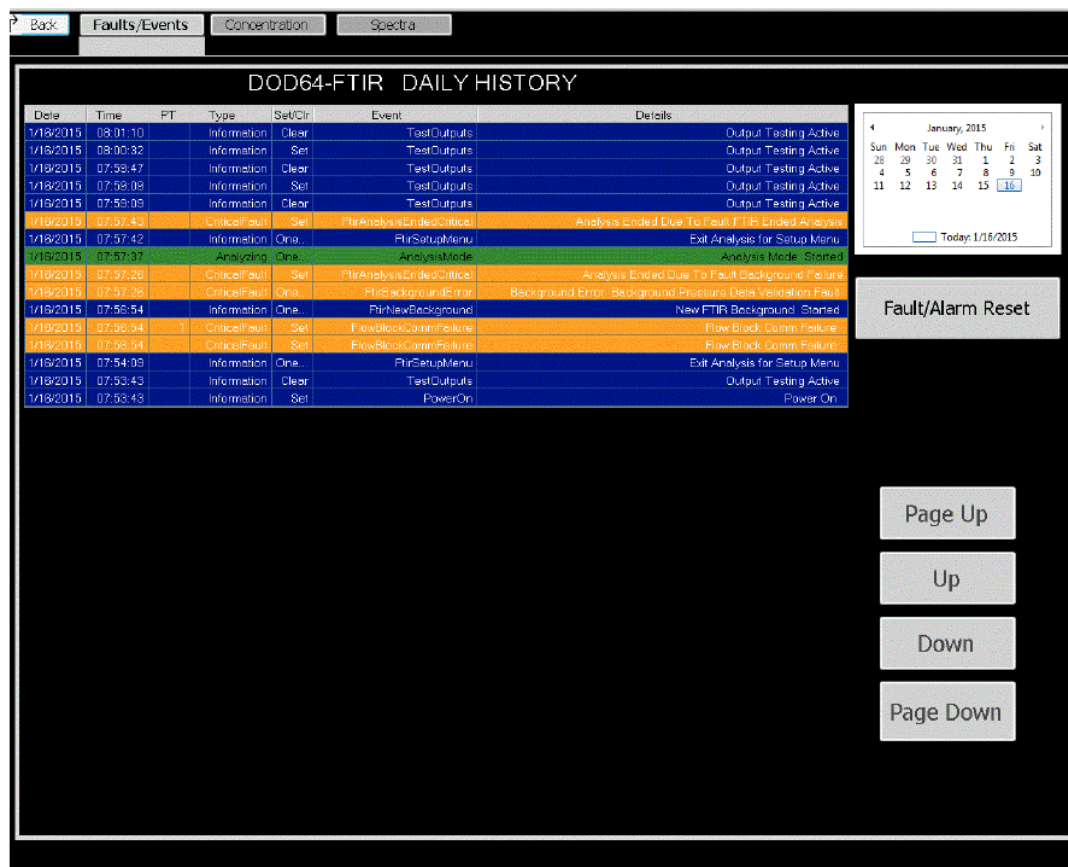 Back Faults/Events Concentration Spectra
DOD64-FTIR DAILY HISTORY
Date Time PT Type Set/Clr Event Details
1/16/2015 08:01:10 Information Clear TestOutputs Output Testing Active
1/16/2015 08:00:32 Information Set TestOutputs Output Testing Active
1/16/2015 07:59:47 Information Clear TestOutputs Output Testing Active
1/16/2015 07:59:09 Information Set TestOutputs Output Testing Active
1/16/2015 07:59:09 Information Clear TestOutputs Output Testing Active
1/16/2015 07:57:43 CriticalFault Set FtirAnalysisEndedCritical Analysis Ended Due To Fault FTIR Ended Analysis
1/16/2015 07:57:42 Information One... FtirSetupMenu Exit Analysis for Setup Menu
1/16/2015 07:57:37 Analyzing One... AnalysisMode Analysis Mode Started
1/16/2015 07:57:26 CriticalFault Set FtirAnalysisEndedCritical Analysis Ended Due To Fault Background Failure
1/16/2015 07:57:26 CriticalFault One... FtirBackgroundError Background Error: Background Pressure Data Validation Fault
1/16/2015 07:56:54 Information One... FtirNewBackground New FTIR Background Started
1/16/2015 07:56:54 1 CriticalFault Set FlowBlockCommFailure Flow Block Comm Failure
1/16/2015 07:56:54 CriticalFault Set FlowBlockCommFailure Flow Block Comm Failure
1/16/2015 07:54:09 Information One... FtirSetupMenu Exit Analysis for Setup Menu
1/16/2015 07:53:43 Information Clear TestOutputs Output Testing Active
1/16/2015 07:53:43 Information Set PowerOn Power On
January, 2015
Sun Mon Tue Wed Thu Fri Sat
28 29 30 31 1 2 3
4 5 6 7 8 9 10
11 12 13 14 15 16
Today: 1/16/2015
Fault/Alarm Reset
Page Up
Up
Down
Page Down